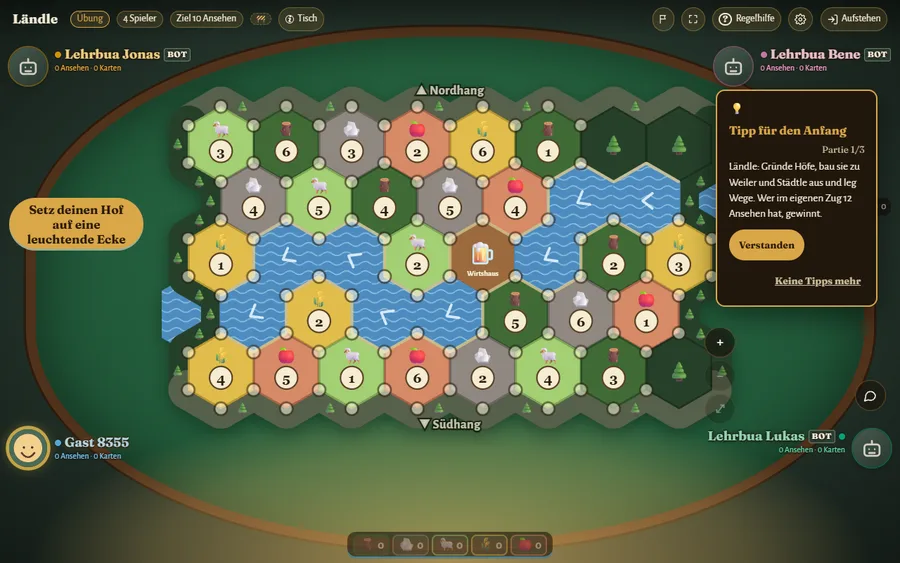 Ländle
Übung
4 Spieler
Ziel 10 Ansehen
Tisch
Regelhilfe
Aufstehen
Lehrbua Jonas BOT
0 Ansehen · 0 Karten
Lehrbua Bene BOT
0 Ansehen · 0 Karten
▲ Nordhang
Tipp für den Anfang
Partie 1/3
Ländle: Gründe Höfe, bau sie zu
Weiler und Städtle aus und leg
Wege. Wer im eigenen Zug 12
Ansehen hat, gewinnt.
Verstanden
Keine Tipps mehr
Setz deinen Hof
auf eine
leuchtende Ecke
3 6 3 2 6 1
4 5 4 5 4
0
1 2 Wirtshaus 2 3
2 5 6 1
+
4 5 1 6 2 4 3
▼ Südhang
Gast 8355
0 Ansehen · 0 Karten
Lehrbua Lukas BOT
0 Ansehen · 0 Karten
0 0 0 0 0